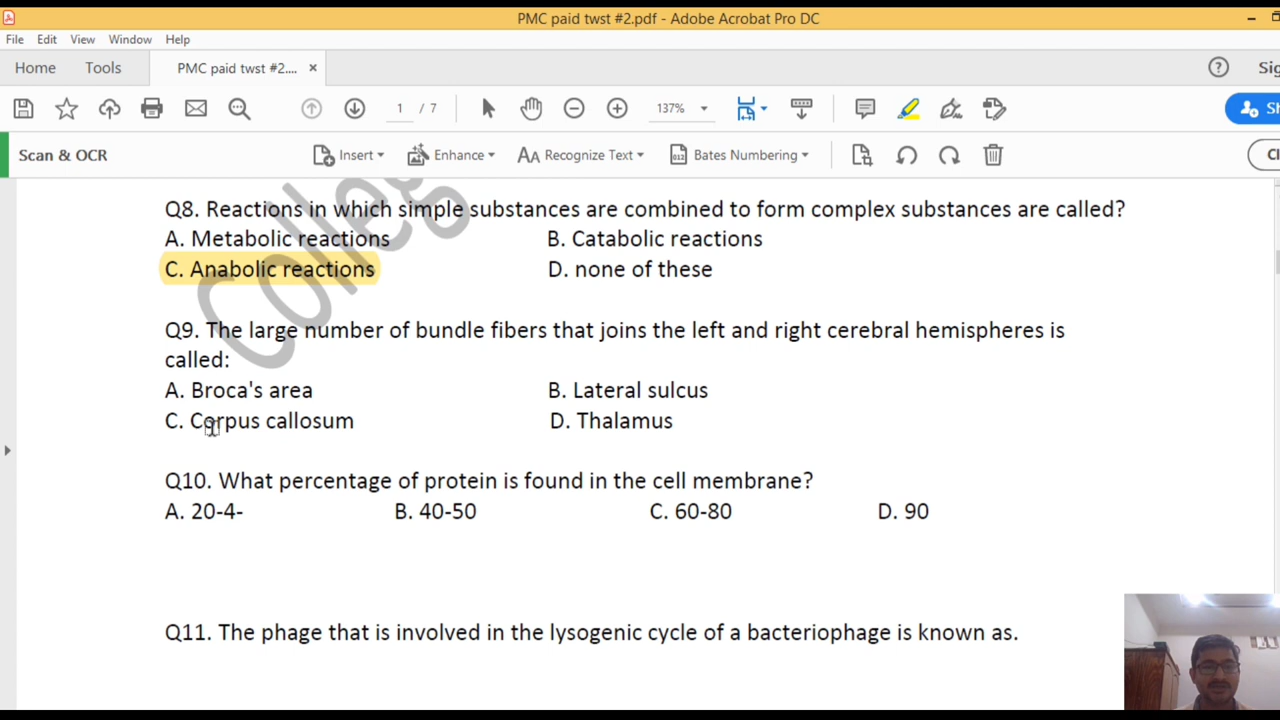 PMC paid twst #2.pdf - Adobe Acrobat Pro DC
File Edit View Window Help
Home Tools PMC paid twst #2.... ×
1 / 7 137%
Scan & OCR Insert Enhance Recognize Text Bates Numbering
Colleg
Q8. Reactions in which simple substances are combined to form complex substances are called?
A. Metabolic reactions B. Catabolic reactions
C. Anabolic reactions D. none of these
Q9. The large number of bundle fibers that joins the left and right cerebral hemispheres is
called:
A. Broca's area B. Lateral sulcus
C. Corpus callosum D. Thalamus
Q10. What percentage of protein is found in the cell membrane?
A. 20-4- B. 40-50 C. 60-80 D. 90
Q11. The phage that is involved in the lysogenic cycle of a bacteriophage is known as.